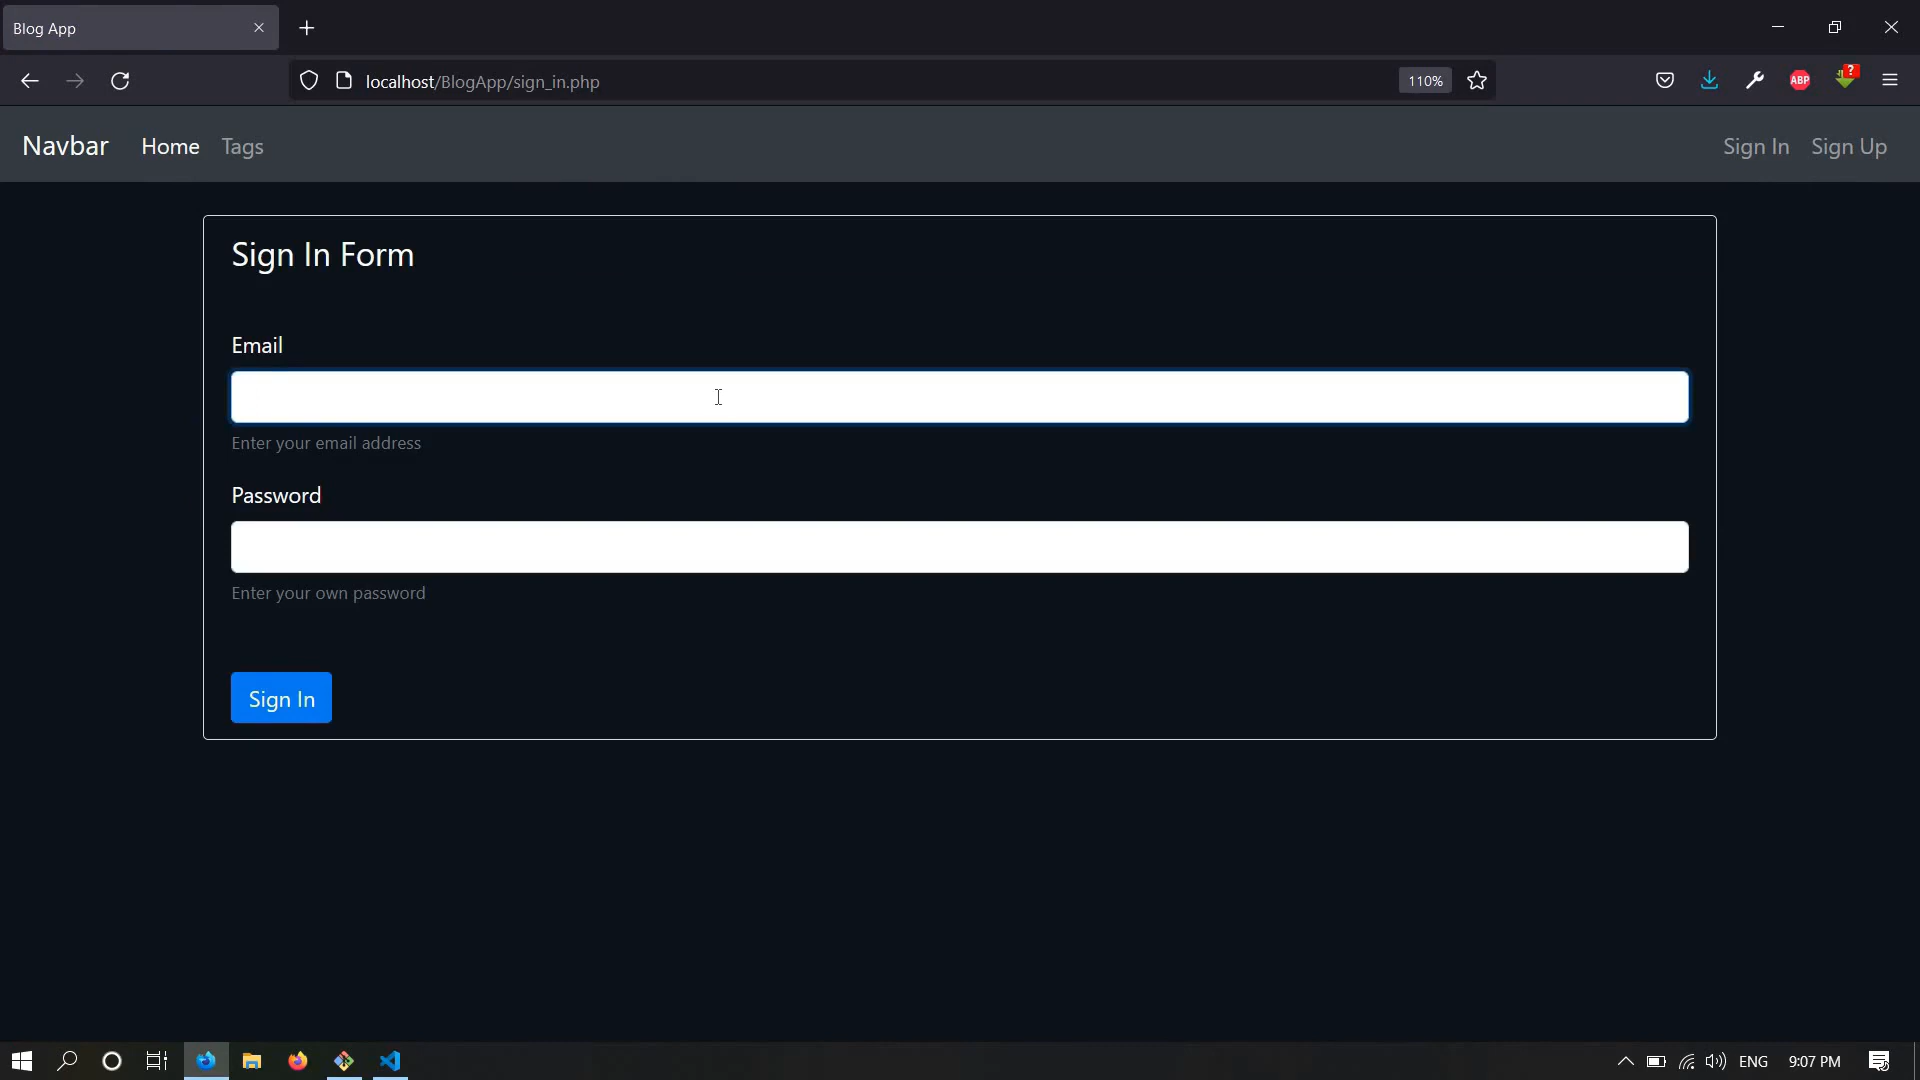 Blog App
localhost/BlogApp/sign_in.php
110%
ABP
?
Navbar Home Tags Sign In Sign Up
Sign In Form
Email
Enter your email address
Password
Enter your own password
Sign In
ENG 9:07 PM